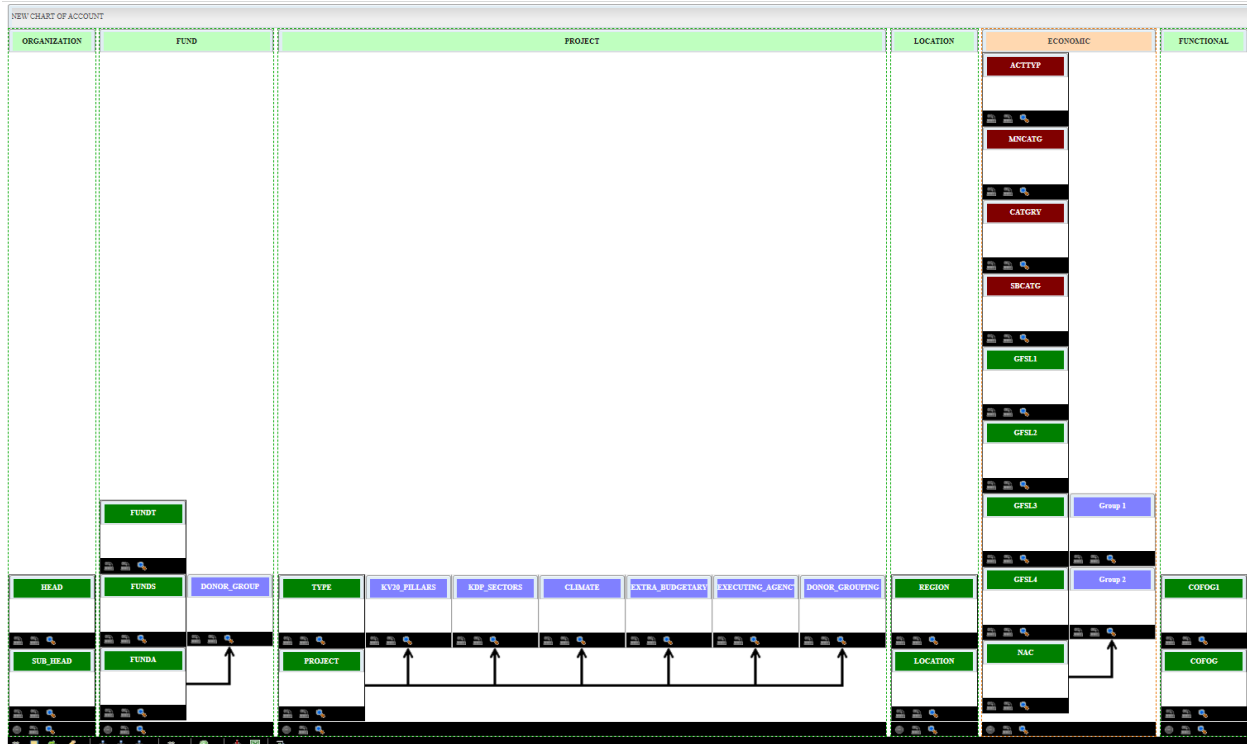 NEW CHART OF ACCOUNT
ORGANIZATION FUND PROJECT LOCATION ECONOMIC FUNCTIONAL
ACTTYP
MNCATG
CATGRY
SBCATG
GFSL1
GFSL2
FUNDT GFSL3 Group 1
HEAD FUNDS DONOR_GROUP TYPE KV20_PILLARS KDP_SECTORS CLIMATE EXTRA_BUDGETARY EXECUTING_AGENC DONOR_GROUPING REGION GFSL4 Group 2 COFOG1
SUB_HEAD FUNDA PROJECT LOCATION NAC COFOG